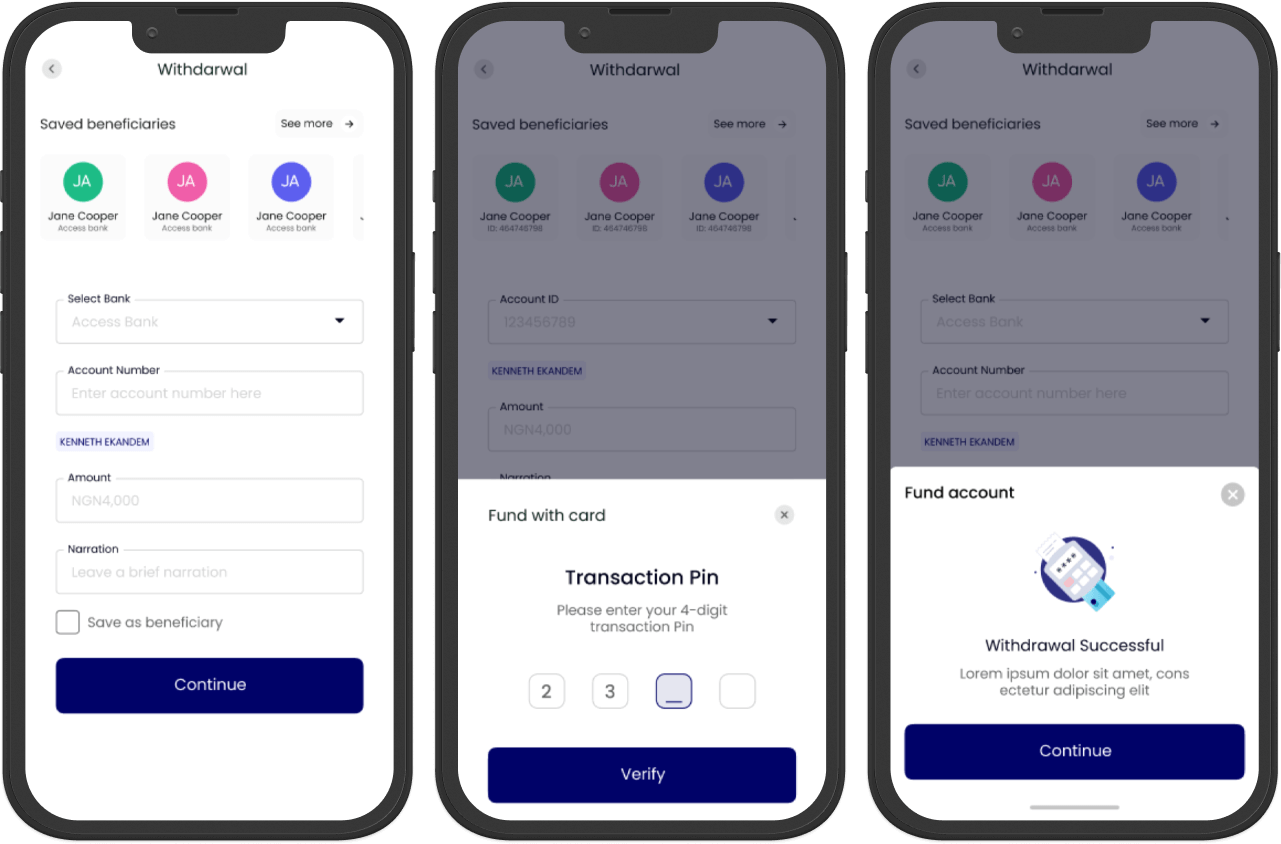 Withdarwal
Saved beneficiaries
See more
JA
JA
JA
Jane Cooper
Jane Cooper
Jane Cooper
Access bank
Access bank
Access bank
Select Bank
Access Bank
Account Number
Enter account number here
KENNETH EKANDEM
Amount
NGN4,000
Narration
Leave a brief narration
Save as beneficiary
Continue
Withdarwal
Saved beneficiaries
See more
JA
JA
JA
Jane Cooper
Jane Cooper
Jane Cooper
ID: 464746798
ID: 464746798
ID: 464746798
Account ID
123456789
KENNETH EKANDEM
Amount
NGN4,000
Narration
Fund with card
Transaction Pin
Please enter your 4-digit
transaction Pin
2 3 _
Verify
Withdarwal
Saved beneficiaries
See more
JA
JA
JA
Jane Cooper
Jane Cooper
Jane Cooper
Access bank
Access bank
Access bank
Select Bank
Access Bank
Account Number
Enter account number here
KENNETH EKANDEM
Fund account
Withdrawal Successful
Lorem ipsum dolor sit amet, cons
ectetur adipiscing elit
Continue